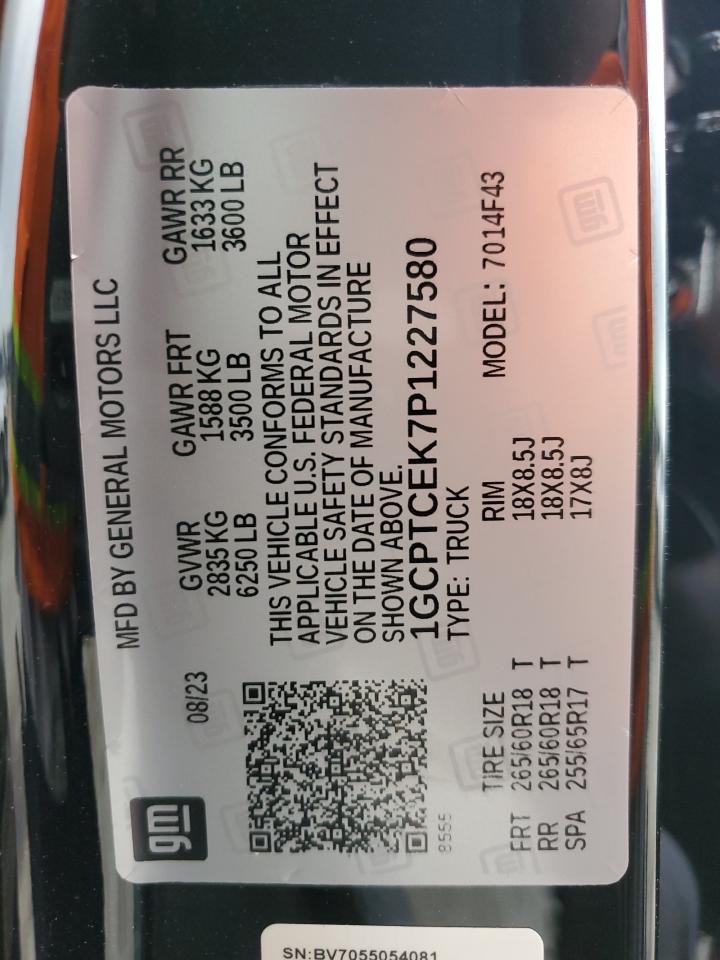 gm
MFD BY GENERAL MOTORS LLC
08/23
GVWR GAWR FRT GAWR RR
2835 KG 1588 KG 1633 KG
6250 LB 3500 LB 3600 LB
THIS VEHICLE CONFORMS TO ALL
APPLICABLE U.S. FEDERAL MOTOR
VEHICLE SAFETY STANDARDS IN EFFECT
ON THE DATE OF MANUFACTURE
SHOWN ABOVE.
1GCPTCEK7P1227580
8555
TYPE: TRUCK
TIRE SIZE RIM MODEL: 7014F43
FRT 265/60R18 T 18X8.5J
RR 265/60R18 T 18X8.5J
SPA 255/65R17 T 17X8J
SN:BV7055054081